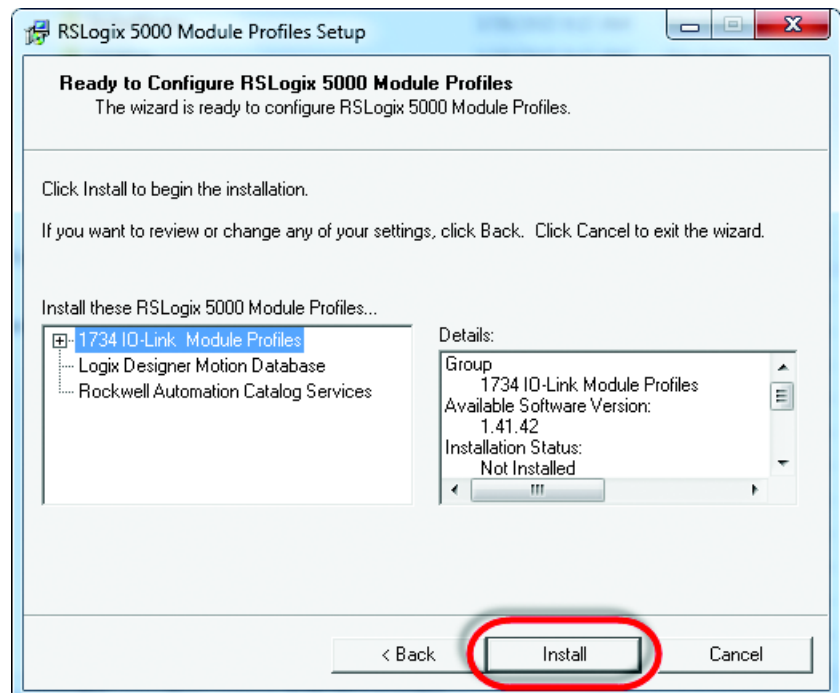 RSLogix 5000 Module Profiles Setup
Ready to Configure RSLogix 5000 Module Profiles
The wizard is ready to configure RSLogix 5000 Module Profiles.
Click Install to begin the installation.
If you want to review or change any of your settings, click Back. Click Cancel to exit the wizard.
Install these RSLogix 5000 Module Profiles...
1734 IO-Link Module Profiles
Logix Designer Motion Database
Rockwell Automation Catalog Services
Details:
Group
1734 IO-Link Module Profiles
Available Software Version:
1.41.42
Installation Status:
Not Installed
< Back
Install
Cancel